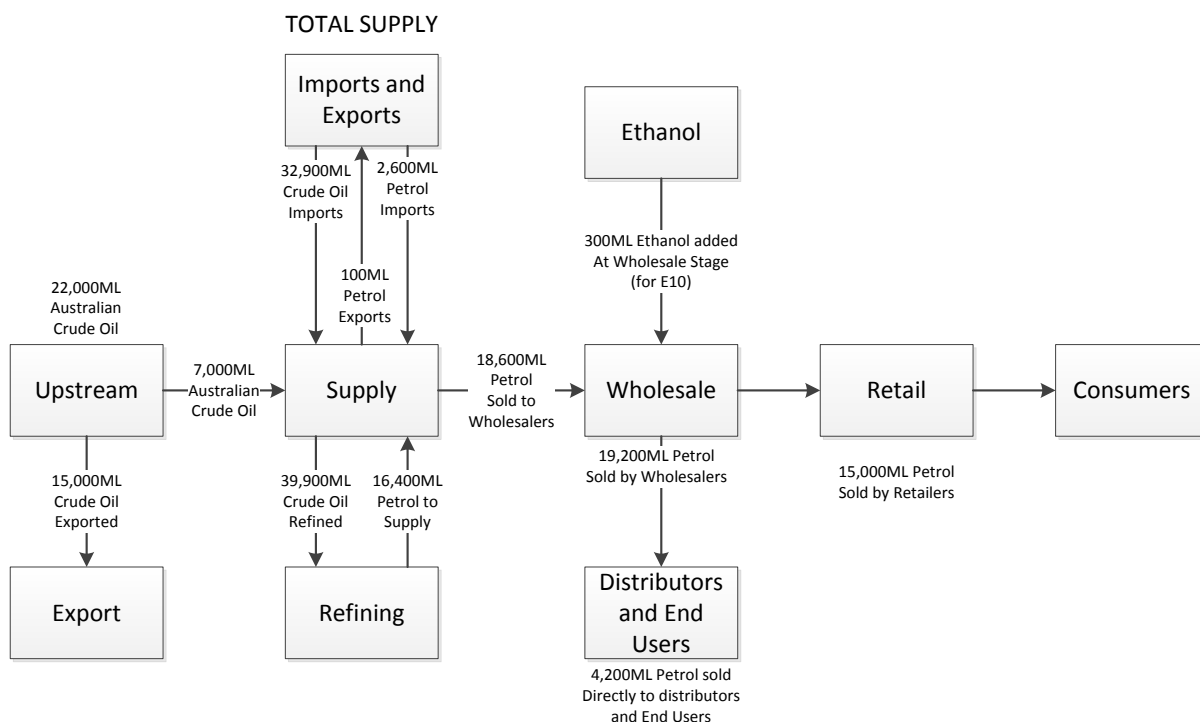 TOTAL SUPPLY
Imports and
Exports
Ethanol
32,900ML
Crude Oil
Imports
2,600ML
Petrol
Imports
100ML
Petrol
Exports
300ML Ethanol added
At Wholesale Stage
(for E10)
22,000ML
Australian
Crude Oil
Upstream
7,000ML
Australian
Crude Oil
Supply
18,600ML
Petrol
Sold to
Wholesalers
Wholesale
Retail
Consumers
15,000ML
Crude Oil
Exported
39,900ML
Crude Oil
Refined
16,400ML
Petrol to
Supply
19,200ML Petrol
Sold by Wholesalers
15,000ML Petrol
Sold by Retailers
Export
Refining
Distributors
and End
Users
4,200ML Petrol sold
Directly to distributors
and End Users